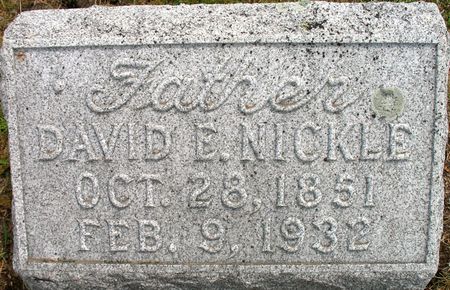 Father
DAVID E. NICKLE
OCT. 28, 1851
FEB. 9, 1932